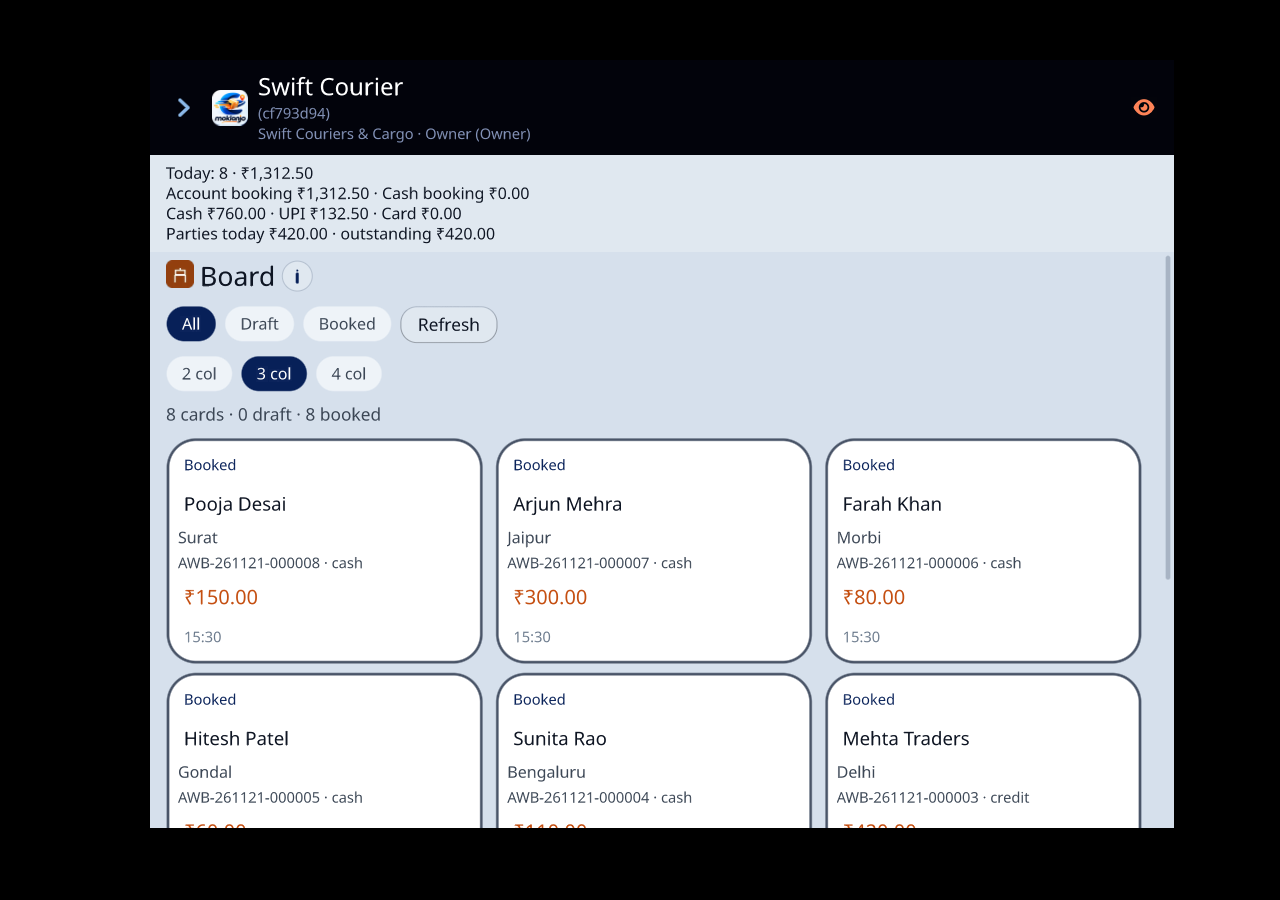 Swift Courier
(cf793d94)
Swift Couriers & Cargo · Owner (Owner)
moklanjo
Today: 8 · ₹1,312.50
Account booking ₹1,312.50 · Cash booking ₹0.00
Cash ₹760.00 · UPI ₹132.50 · Card ₹0.00
Parties today ₹420.00 · outstanding ₹420.00
Board i
All Draft Booked Refresh
2 col 3 col 4 col
8 cards · 0 draft · 8 booked
Booked
Pooja Desai
Surat
AWB-261121-000008 · cash
₹150.00
15:30
Booked
Arjun Mehra
Jaipur
AWB-261121-000007 · cash
₹300.00
15:30
Booked
Farah Khan
Morbi
AWB-261121-000006 · cash
₹80.00
15:30
Booked
Hitesh Patel
Gondal
AWB-261121-000005 · cash
Booked
Sunita Rao
Bengaluru
AWB-261121-000004 · cash
Booked
Mehta Traders
Delhi
AWB-261121-000003 · credit